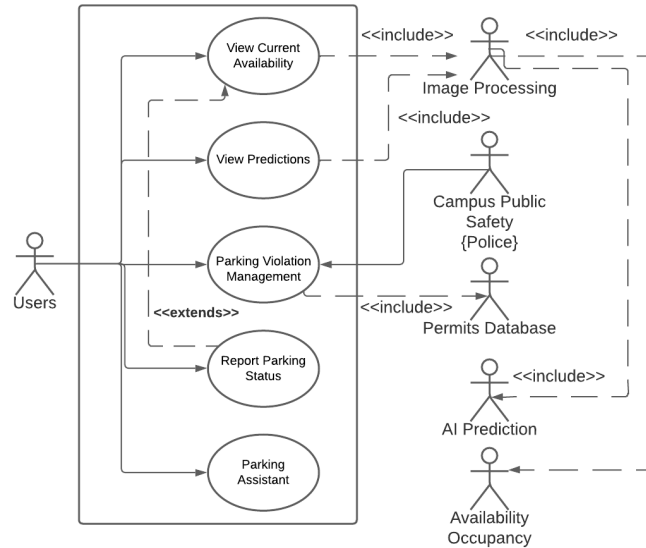 View Current
Availability
<<include>>
<<include>>
Image Processing
<<include>>
View Predictions
Campus Public
Safety
{Police}
Parking Violation
Management
Users
<<extends>>
<<include>>
Permits Database
Report Parking
Status
<<include>>
AI Prediction
Parking
Assistant
Availability
Occupancy